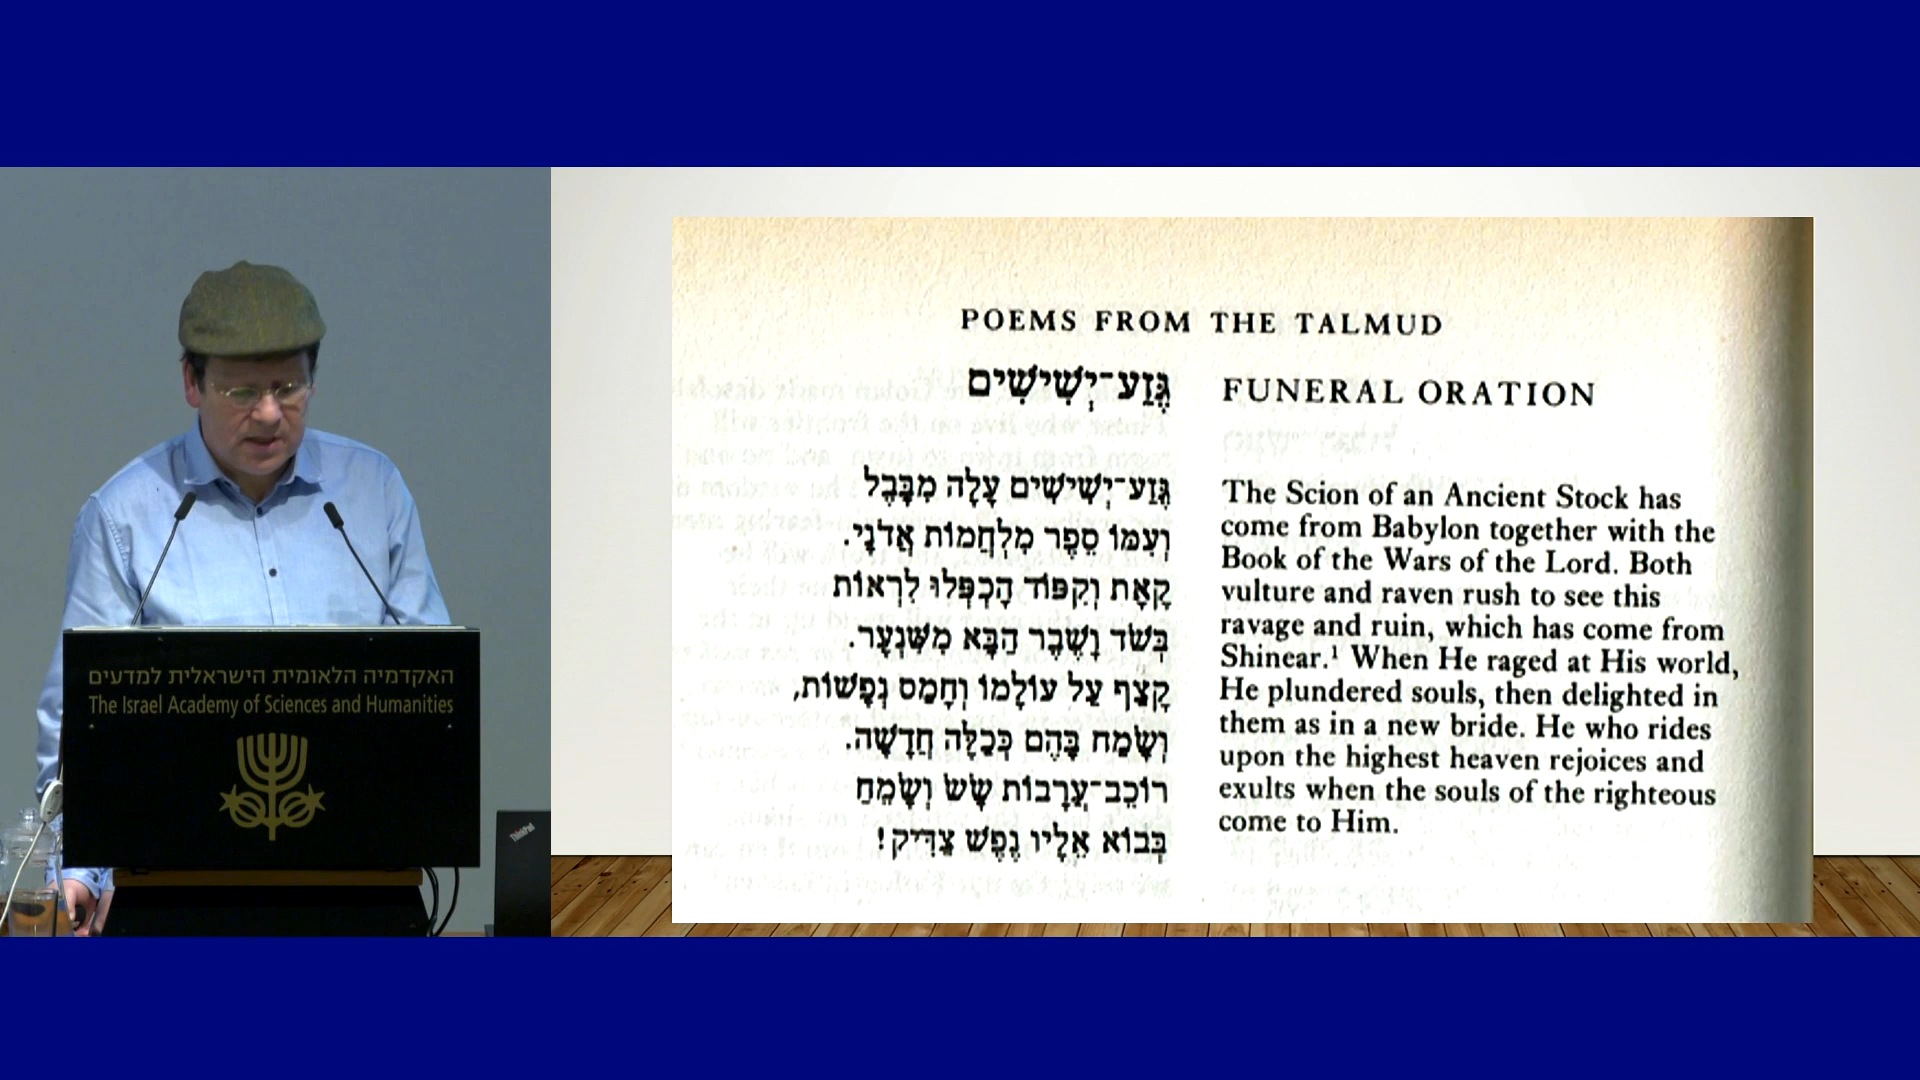 האקדמיה הלאומית הישראלית למדעים
The Israel Academy of Sciences and Humanities
ThinkPad
POEMS FROM THE TALMUD
גֶּזַע־יְשִׁישִׁים
גֶּזַע־יְשִׁישִׁים עָלָה מִבָּבֶל
וְעִמּוֹ סֵפֶר מִלְחֲמוֹת אֲדֹנָי.
קָאַת וְקִפּוֹד הֻכְפְּלוּ לִרְאוֹת
בְּשֹׁד וָשֶׁבֶר הַבָּא מִשִּׁנְעָר.
קָצַף עַל עוֹלָמוֹ וְחָמַס נְפָשׁוֹת,
וְשָׂמַח בָּהֶם כְּכַלָּה חֲדָשָׁה.
רוֹכֵב־עֲרָבוֹת שָׂשׂ וְשָׂמֵחַ
בְּבוֹא אֵלָיו נֶפֶשׁ צַדִּיק!
FUNERAL ORATION
The Scion of an Ancient Stock has
come from Babylon together with the
Book of the Wars of the Lord. Both
vulture and raven rush to see this
ravage and ruin, which has come from
Shinear.¹ When He raged at His world,
He plundered souls, then delighted in
them as in a new bride. He who rides
upon the highest heaven rejoices and
exults when the souls of the righteous
come to Him.